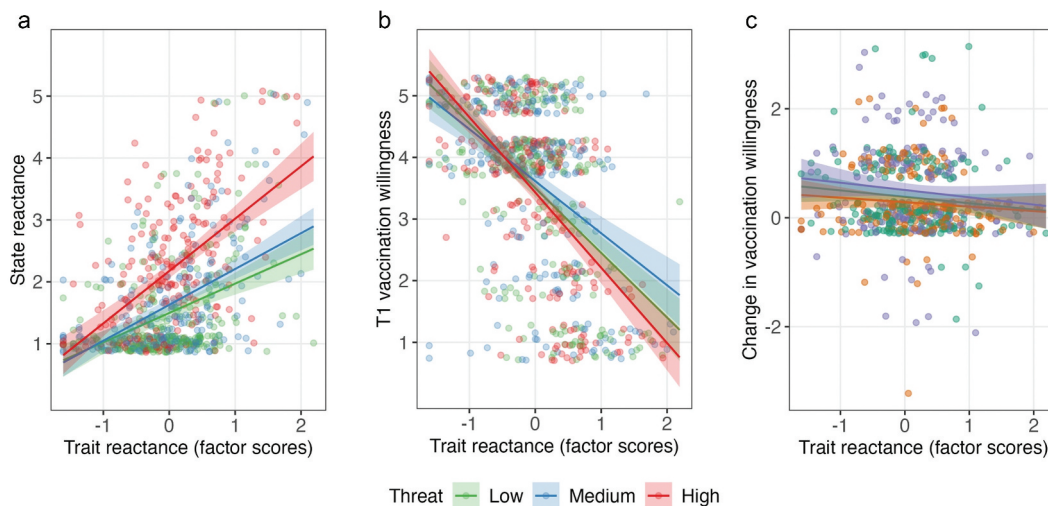 a
State reactance
5
4
3
2
1
-1 0 1 2
Trait reactance (factor scores)
b
T1 vaccination willingness
5
4
3
2
1
-1 0 1 2
Trait reactance (factor scores)
c
Change in vaccination willingness
2
0
-2
-1 0 1 2
Trait reactance (factor scores)
Threat Low Medium High